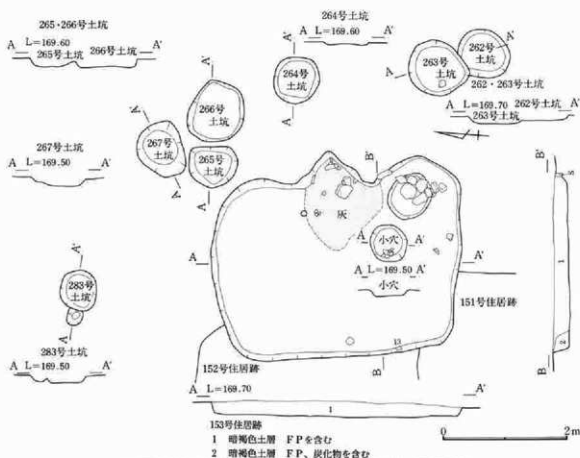 265・266号土坑
A L=169.60 A′
265号土坑 266号土坑
264号土坑
A L=169.60 A′
A′
A′
264号
土坑
A
263号
土坑
262号
土坑
A′
A
262・263号土坑
A L=169.70 262号土坑 A′
263号土坑
266号
土坑
267号
土坑
265号
土坑
A′
A′
A
267号土坑
A L=169.50 A′
B′
灰
A A′
小穴
A L=169.50 A′
小穴
A
A′
151号住居跡
B′
S
1
2
B
A′
283号
土坑
A
283号土坑
A L=169.50 A′
13
B
152号住居跡
A L=169.70 A′
1
153号住居跡
1 暗褐色土層 FPを含む
2 暗褐色土層 FP、炭化物を含む
0 2m